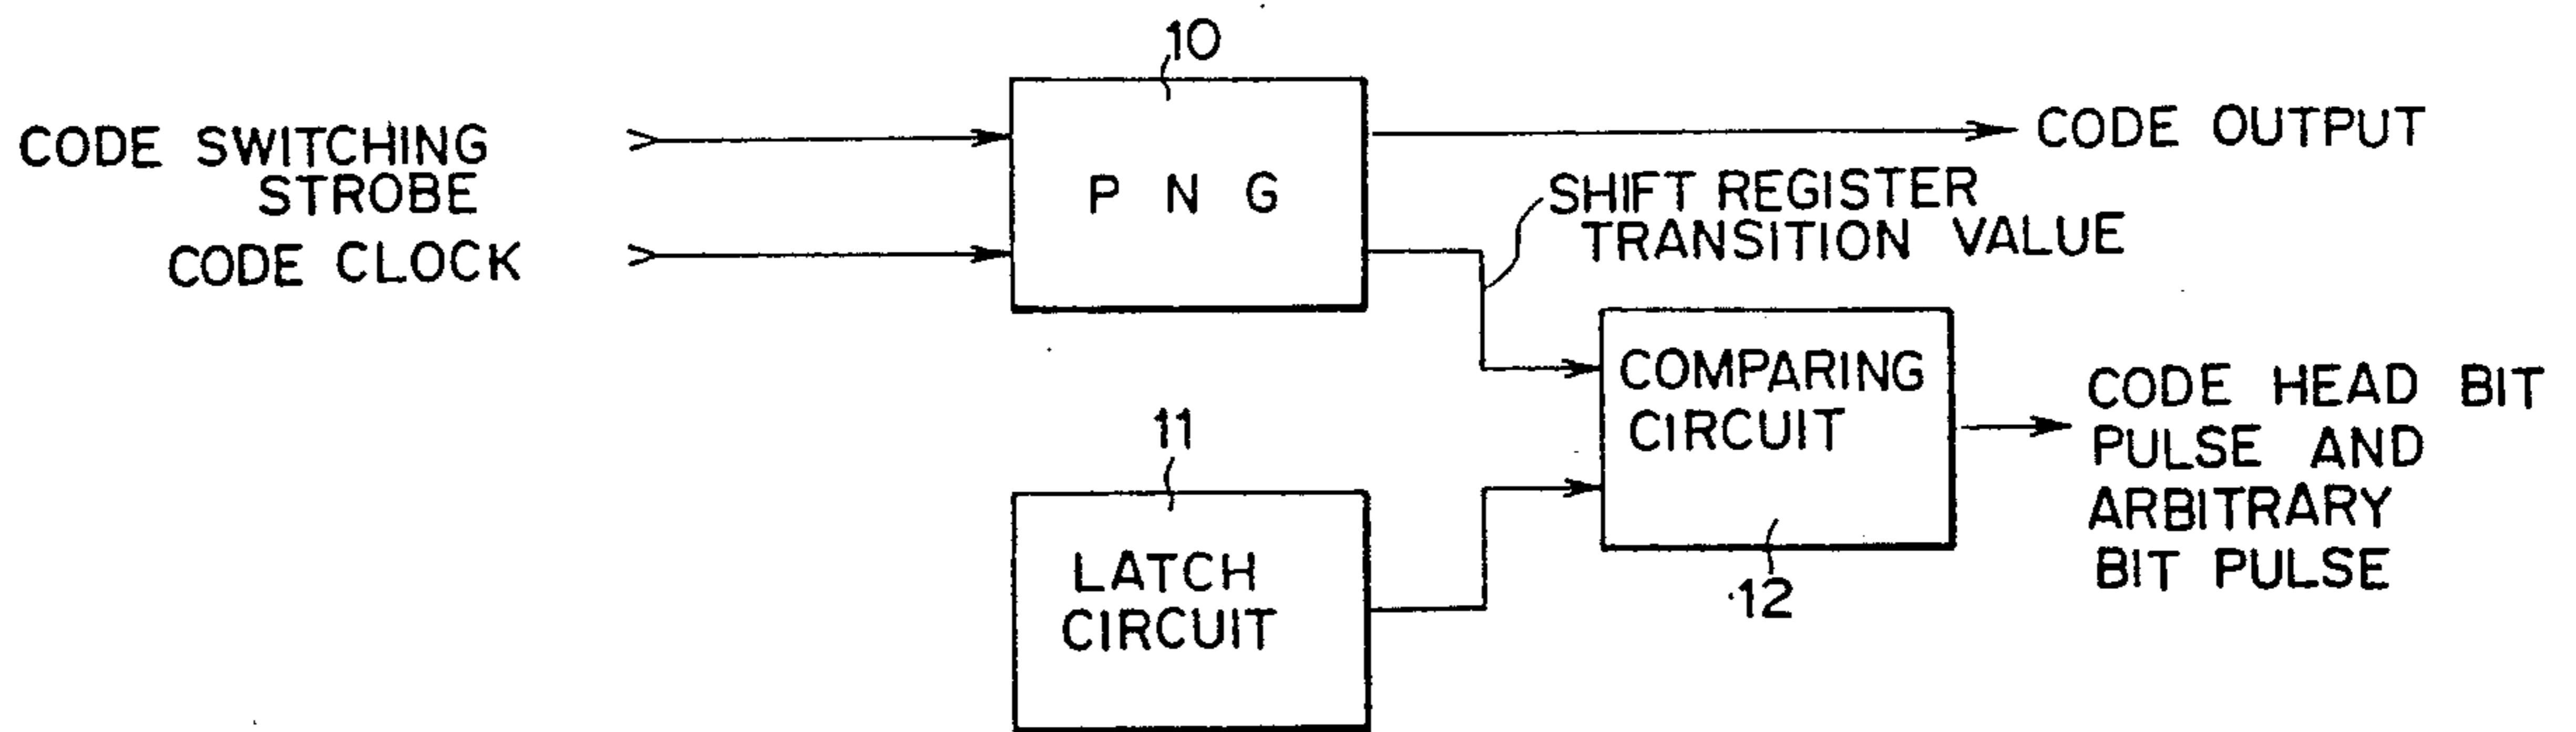 10
CODE SWITCHING
STROBE
CODE CLOCK
P N G
CODE OUTPUT
SHIFT REGISTER
TRANSITION VALUE
COMPARING
CIRCUIT
12
CODE HEAD BIT
PULSE AND
ARBITRARY
BIT PULSE
11
LATCH
CIRCUIT